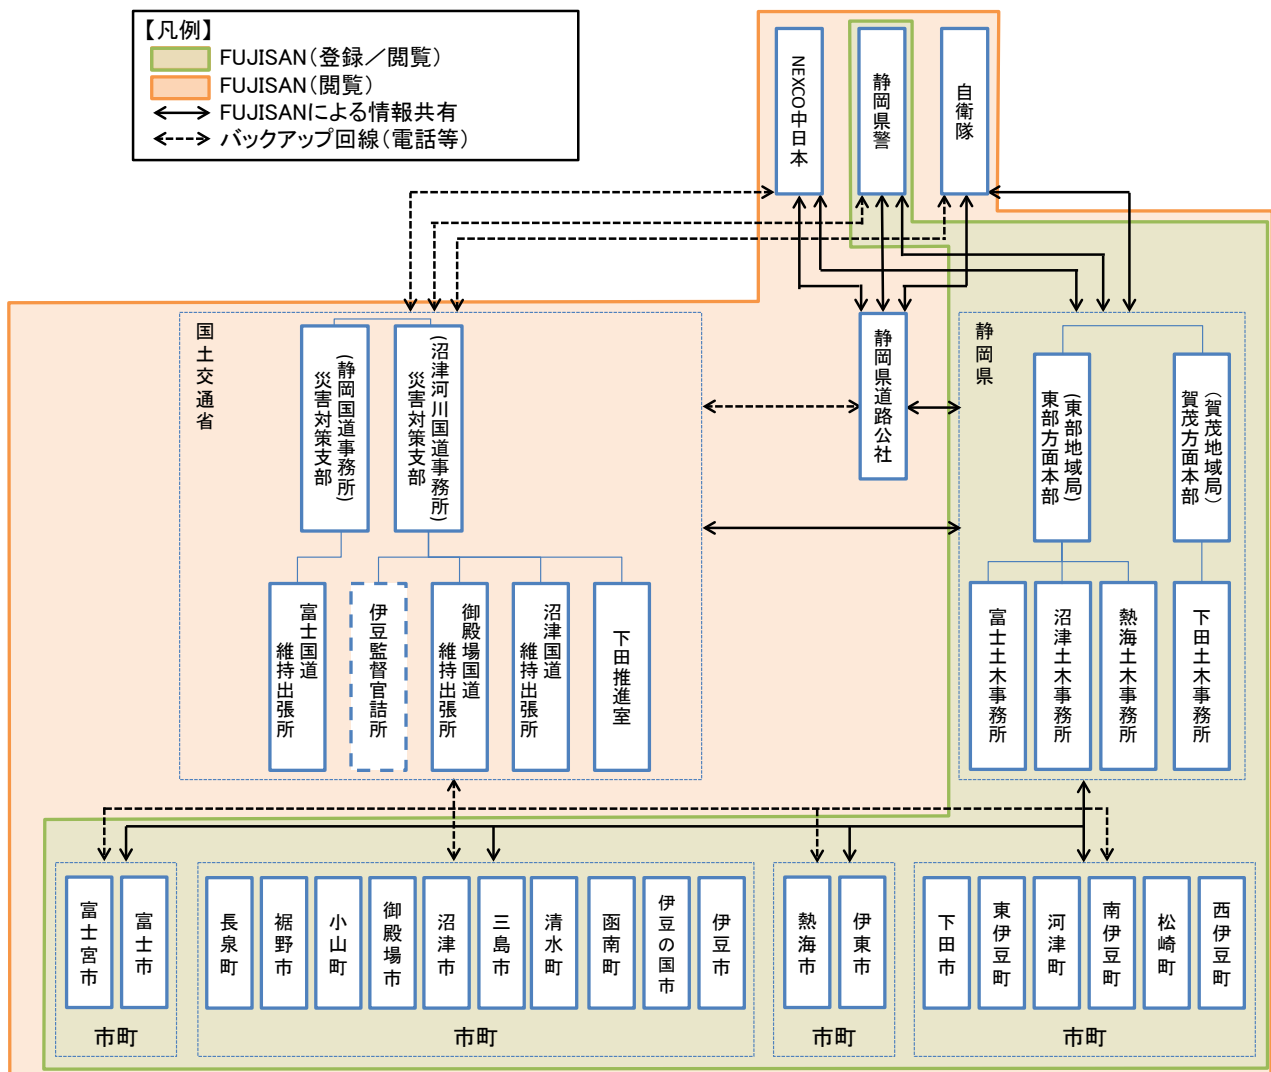 【凡例】
FUJISAN(登録／閲覧)
FUJISAN(閲覧)
FUJISANによる情報共有
バックアップ回線(電話等)
NEXCO中日本
静岡県警
自衛隊
国土交通省
災害対策支部
(静岡国道事務所)
災害対策支部
(沼津河川国道事務所)
静岡県道路公社
静岡県
東部方面本部
(東部地域局)
賀茂方面本部
(賀茂地域局)
富士国道
維持出張所
伊豆監督官詰所
御殿場国道
維持出張所
沼津国道
維持出張所
下田推進室
富士土木事務所
沼津土木事務所
熱海土木事務所
下田土木事務所
富士宮市
富士市
長泉町
裾野市
小山町
御殿場市
沼津市
三島市
清水町
函南町
伊豆の国市
伊豆市
熱海市
伊東市
下田市
東伊豆町
河津町
南伊豆町
松崎町
西伊豆町
市町
市町
市町
市町